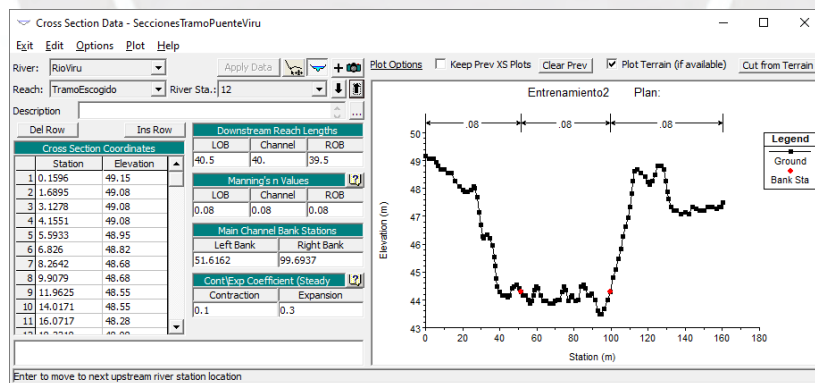 Cross Section Data - SeccionesTramoPuenteViru
Exit Edit Options Plot Help
River: RioViru Apply Data
Plot Options Keep Prev XS Plots Clear Prev Plot Terrain (if available) Cut from Terrain
Reach: TramoEscogido River Sta.: 12
Description ...
Del Row Ins Row
Cross Section Coordinates
Station Elevation
1 0.1596 49.15
2 1.6895 49.08
3 3.1278 49.08
4 4.1551 49.08
5 5.5933 48.95
6 6.826 48.82
7 8.2642 48.68
8 9.9079 48.68
9 11.9625 48.55
10 14.0171 48.55
11 16.0717 48.28
Downstream Reach Lengths
LOB Channel ROB
40.5 40. 39.5
Manning's n Values
LOB Channel ROB
0.08 0.08 0.08
Main Channel Bank Stations
Left Bank Right Bank
51.6162 99.6937
Cont\Exp Coefficient (Steady
Contraction Expansion
0.1 0.3
Entrenamiento2 Plan:
.08 .08 .08
Legend
Ground
Bank Sta
Elevation (m)
50
49
48
47
46
45
44
43
0 20 40 60 80 100 120 140 160 180
Station (m)
Enter to move to next upstream river station location